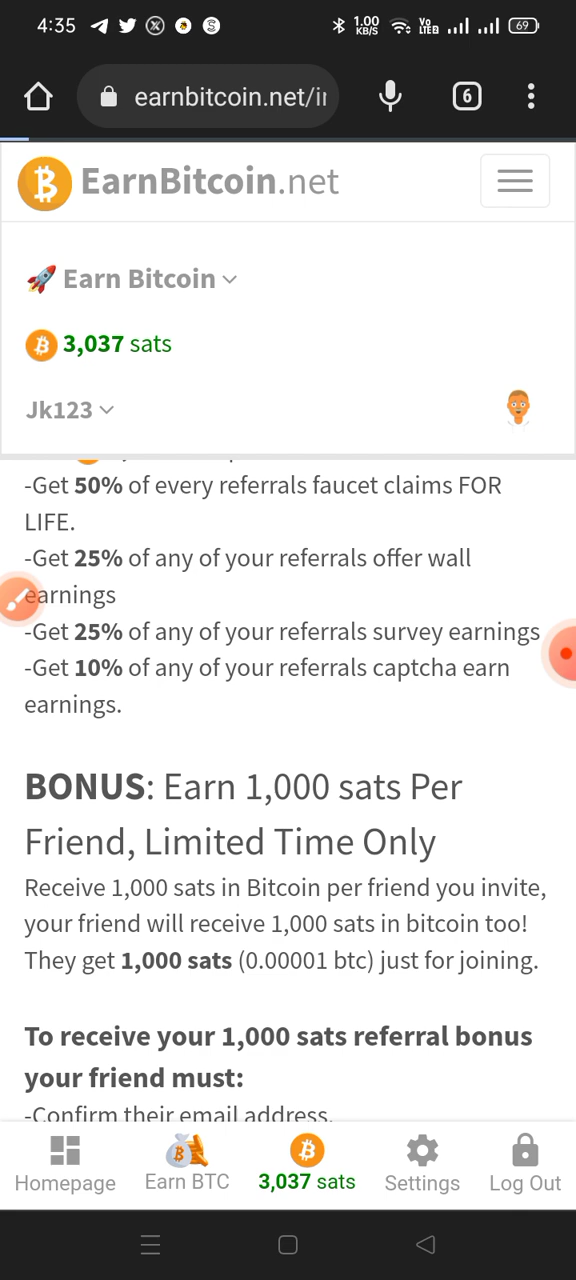 4:35 1.00 KB/S Vo LTE 2 69
earnbitcoin.net/ 6
EarnBitcoin.net
Earn Bitcoin
3,037 sats
Jk123
-Get 50% of every referrals faucet claims FOR
LIFE.
-Get 25% of any of your referrals offer wall
earnings
-Get 25% of any of your referrals survey earnings
-Get 10% of any of your referrals captcha earn
earnings.
BONUS: Earn 1,000 sats Per
Friend, Limited Time Only
Receive 1,000 sats in Bitcoin per friend you invite,
your friend will receive 1,000 sats in bitcoin too!
They get 1,000 sats (0.00001 btc) just for joining.
To receive your 1,000 sats referral bonus
your friend must:
-Confirm their email address.
Homepage Earn BTC 3,037 sats Settings Log Out